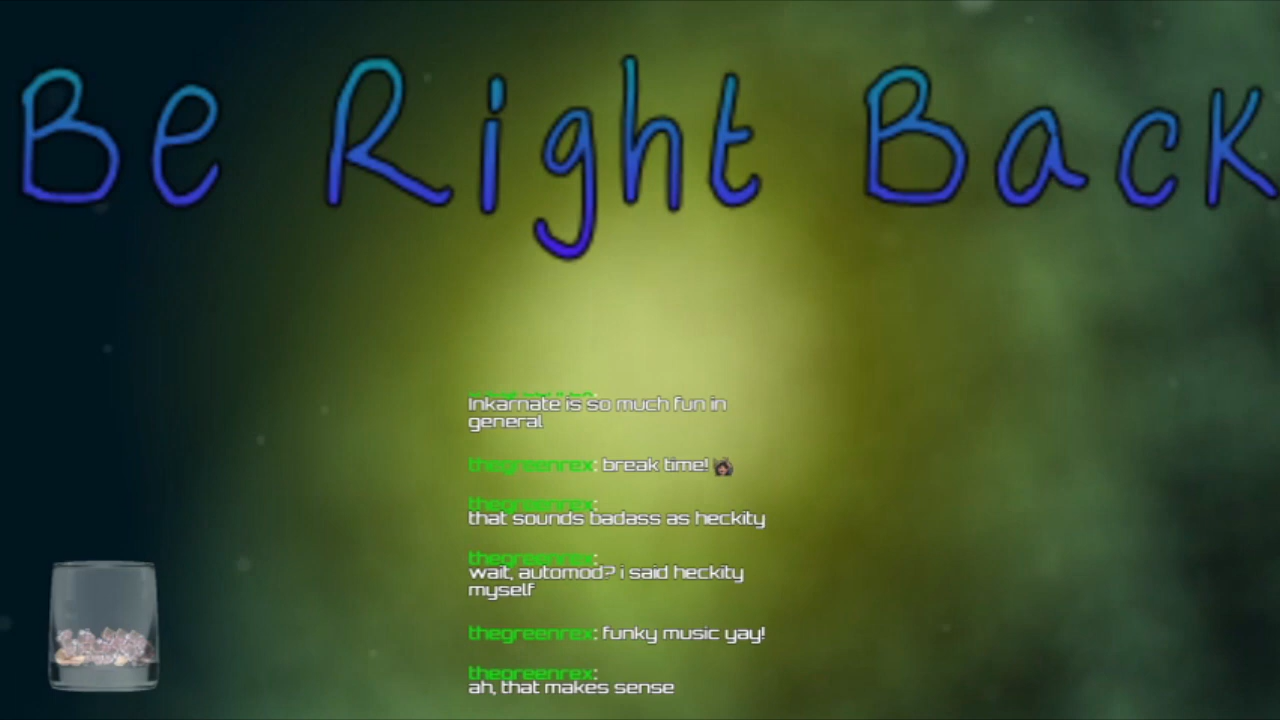 Be Right Back
Inkarnate is so much fun in
general
thegreenrex: break time!
thegreenrex:
that sounds badass as heckity
thegreenrex:
wait, automod? i said heckity
myself
thegreenrex: funky music yay!
thegreenrex:
ah, that makes sense